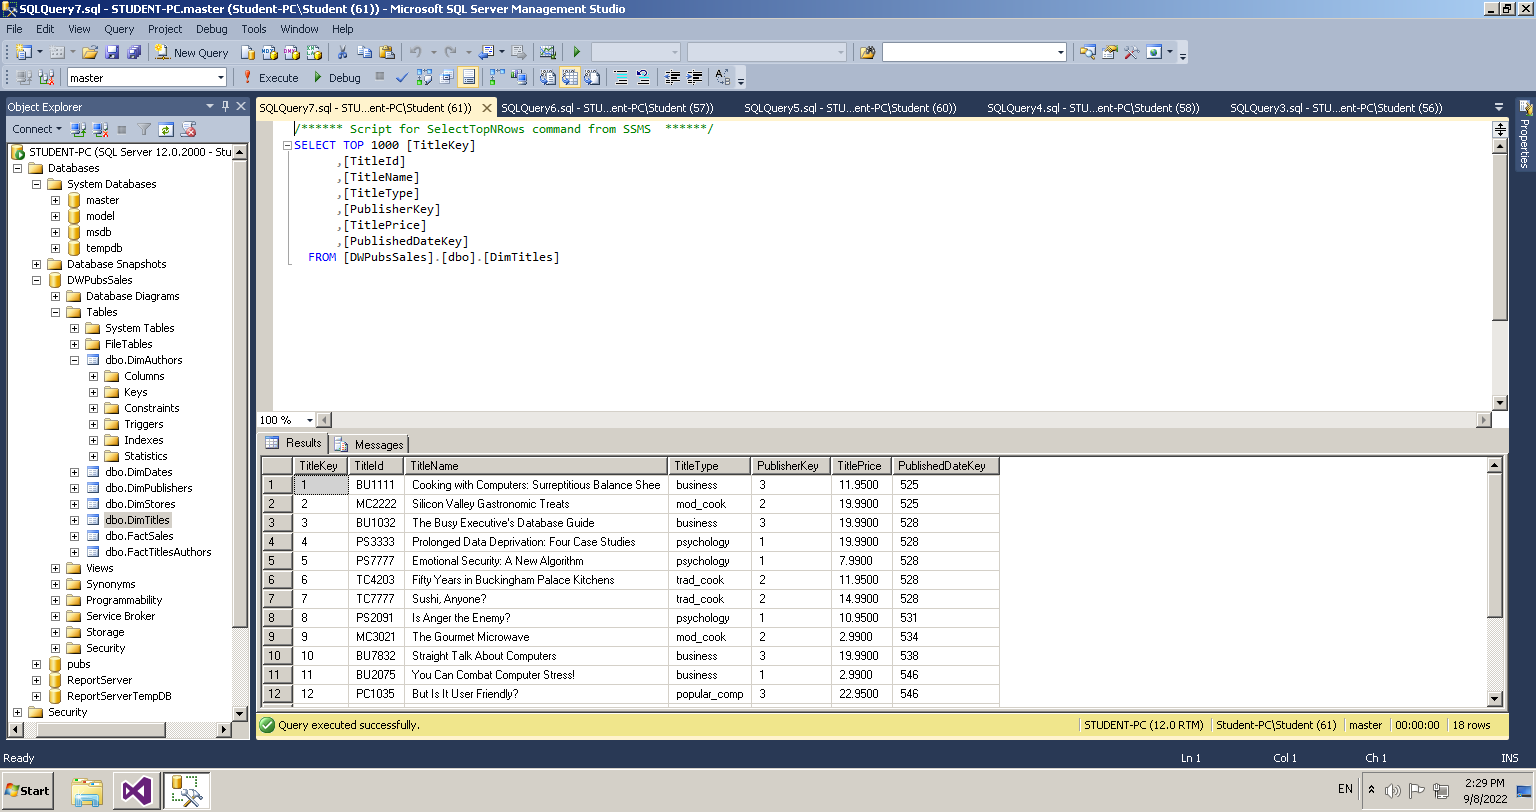 SQLQuery7.sql - STUDENT-PC.master (Student-PC\Student (61)) - Microsoft SQL Server Management Studio
File Edit View Query Project Debug Tools Window Help
New Query
master Execute Debug
Object Explorer
Connect
STUDENT-PC (SQL Server 12.0.2000 - Stu
Databases
System Databases
master
model
msdb
tempdb
Database Snapshots
DWPubsSales
Database Diagrams
Tables
System Tables
FileTables
dbo.DimAuthors
Columns
Keys
Constraints
Triggers
Indexes
Statistics
dbo.DimDates
dbo.DimPublishers
dbo.DimStores
dbo.DimTitles
dbo.FactSales
dbo.FactTitlesAuthors
Views
Synonyms
Programmability
Service Broker
Storage
Security
pubs
ReportServer
ReportServerTempDB
Security
SQLQuery7.sql - STU...ent-PC\Student (61)) SQLQuery6.sql - STU...ent-PC\Student (57)) SQLQuery5.sql - STU...ent-PC\Student (60)) SQLQuery4.sql - STU...ent-PC\Student (58)) SQLQuery3.sql - STU...ent-PC\Student (56))
/****** Script for SelectTopNRows command from SSMS  ******/
SELECT TOP 1000 [TitleKey]
,[TitleId]
,[TitleName]
,[TitleType]
,[PublisherKey]
,[TitlePrice]
,[PublishedDateKey]
FROM [DWPubsSales].[dbo].[DimTitles]
Properties
100 %
Results Messages
TitleKey TitleId TitleName TitleType PublisherKey TitlePrice PublishedDateKey
1 1 BU1111 Cooking with Computers: Surreptitious Balance Shee business 3 11.9500 525
2 2 MC2222 Silicon Valley Gastronomic Treats mod_cook 2 19.9900 525
3 3 BU1032 The Busy Executive's Database Guide business 3 19.9900 528
4 4 PS3333 Prolonged Data Deprivation: Four Case Studies psychology 1 19.9900 528
5 5 PS7777 Emotional Security: A New Algorithm psychology 1 7.9900 528
6 6 TC4203 Fifty Years in Buckingham Palace Kitchens trad_cook 2 11.9500 528
7 7 TC7777 Sushi, Anyone? trad_cook 2 14.9900 528
8 8 PS2091 Is Anger the Enemy? psychology 1 10.9500 531
9 9 MC3021 The Gourmet Microwave mod_cook 2 2.9900 534
10 10 BU7832 Straight Talk About Computers business 3 19.9900 538
11 11 BU2075 You Can Combat Computer Stress! business 1 2.9900 546
12 12 PC1035 But Is It User Friendly? popular_comp 3 22.9500 546
Query executed successfully. STUDENT-PC (12.0 RTM) Student-PC\Student (61) master 00:00:00 18 rows
Ready Ln 1 Col 1 Ch 1 INS
Start EN 2:29 PM
9/8/2022